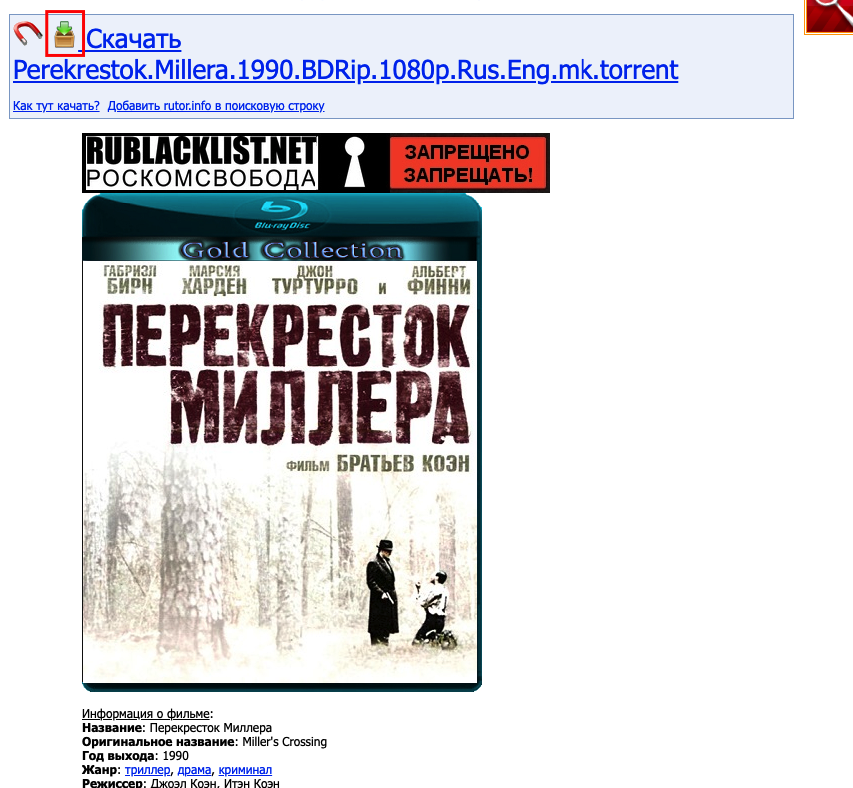 Скачать
Perekrestok.Millera.1990.BDRip.1080p.Rus.Eng.mk.torrent
Как тут качать? Добавить rutor.info в поисковую строку
RUBLACKLIST.NET
РОСКОМСВОБОДА
ЗАПРЕЩЕНО
ЗАПРЕЩАТЬ!
Blu-ray Disc
Gold Collection
ГАБРИЭЛ БИРН
МАРСИЯ ХАРДЕН
ДЖОН ТУРТУРРО
и
АЛЬБЕРТ ФИННИ
ПЕРЕКРЕСТОК
МИЛЛЕРА
ФИЛЬМ БРАТЬЕВ КОЭН
Информация о фильме:
Название: Перекресток Миллера
Оригинальное название: Miller's Crossing
Год выхода: 1990
Жанр: триллер, драма, криминал
Режиссер: Джоэл Коэн, Итэн Коэн